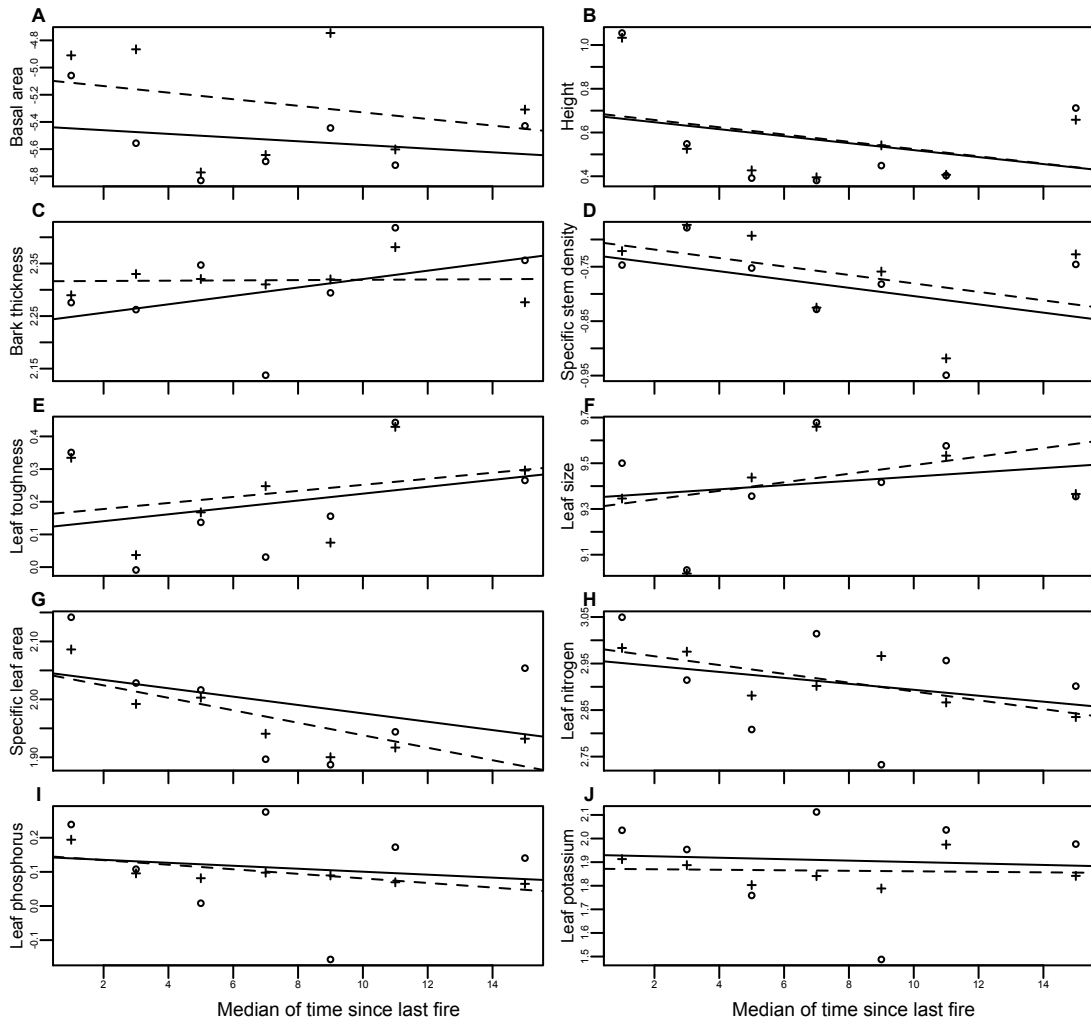 A
B
Basal area
-4.8
-5.0
-5.2
-5.4
-5.6
-5.8
Height
1.0
0.8
0.6
0.4
C
D
Bark thickness
2.35
2.25
2.15
Specific stem density
-0.75
-0.85
-0.95
E
F
Leaf toughness
0.4
0.3
0.2
0.1
0.0
Leaf size
9.7
9.5
9.3
9.1
G
H
Specific leaf area
2.10
2.00
1.90
Leaf nitrogen
3.05
2.95
2.85
2.75
I
J
Leaf phosphorus
0.2
0.1
0.0
-0.1
Leaf potassium
2.1
2.0
1.9
1.8
1.7
1.6
1.5
2 4 6 8 10 12 14
2 4 6 8 10 12 14
Median of time since last fire
Median of time since last fire